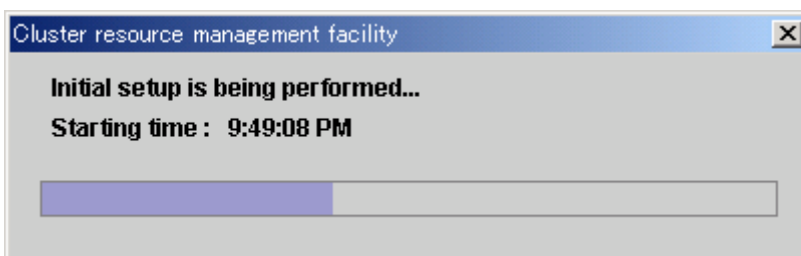 Cluster resource management facility
Initial setup is being performed...
Starting time : 9:49:08 PM